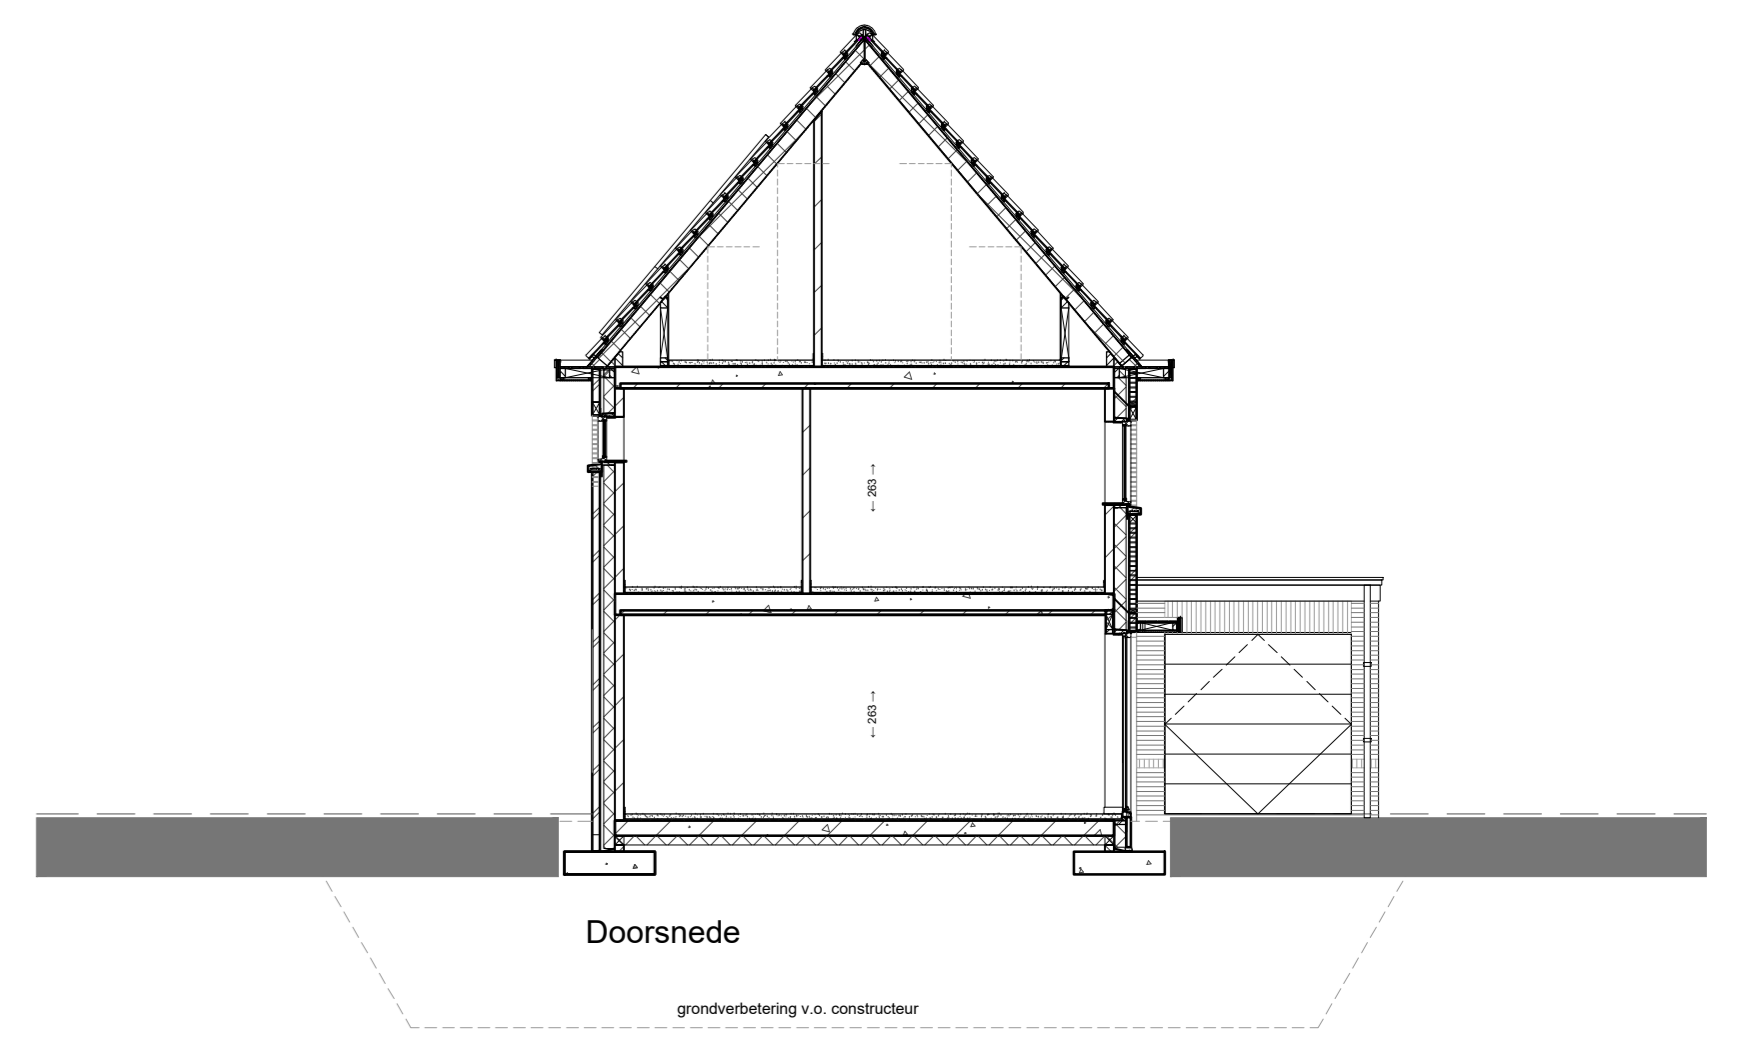 ← 263 →
← 263 →
Doorsnede
grondverbetering v.o. constructeur